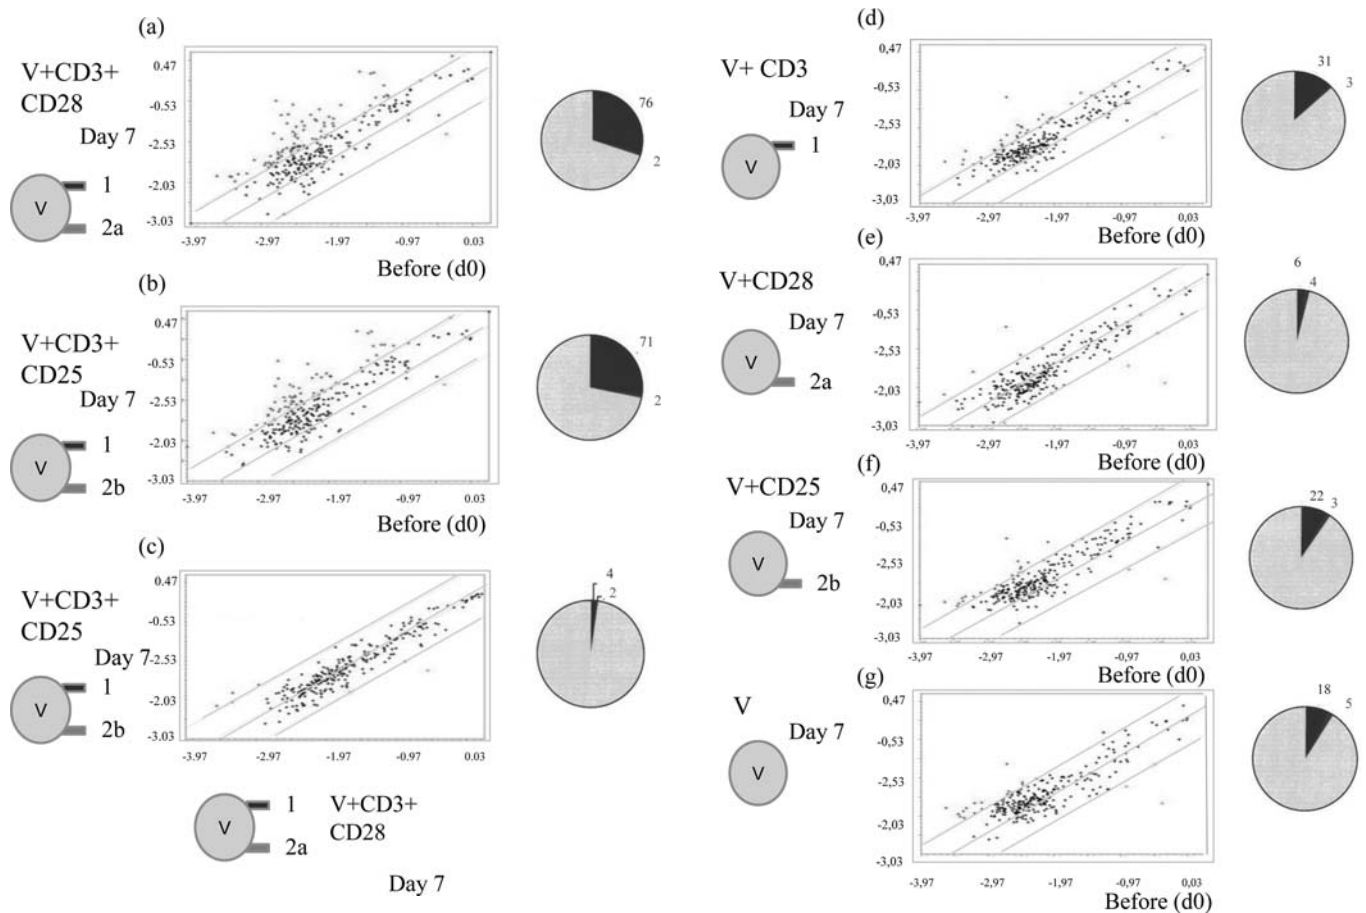 (a)
V+CD3+
CD28
Day 7
V
1
2a
0.47
-0.53
-2.53
-2.03
-3.03
-3.97 -2.97 -1.97 -0.97 0.03
Before (d0)
76
2
(b)
V+CD3+
CD25
Day 7
V
1
2b
0.47
-0.53
-2.53
-2.03
-3.03
-3.97 -2.97 -1.97 -0.97 0.03
Before (d0)
71
2
(c)
V+CD3+
CD25
Day 7
V
1
2b
0.47
-0.53
-2.53
-2.03
-3.03
-3.97 -2.97 -1.97 -0.97 0.03
4
2
V
1
2a
V+CD3+
CD28
Day 7
(d)
V+ CD3
Day 7
V
1
0,47
-0.53
-2.53
-2.03
-3,03
-3,97 -2,97 -1,97 -0,97 0,03
Before (d0)
31
3
(e)
V+CD28
Day 7
V
2a
0,47
-0.53
-2.53
-2.03
-3,03
-3,97 -2,97 -1,97 -0,97 0,03
Before (d0)
6
4
(f)
V+CD25
Day 7
V
2b
0,47
-0.53
-2.53
-2,03
-3,03
-3,97 -2,97 -1,97 -0,97 0,03
Before (d0)
22
3
(g)
V
Day 7
V
0,47
-0,53
-2,53
-2,03
-3,03
-3,97 -2,97 -1,97 -0,97 0,03
Before (d0)
18
5